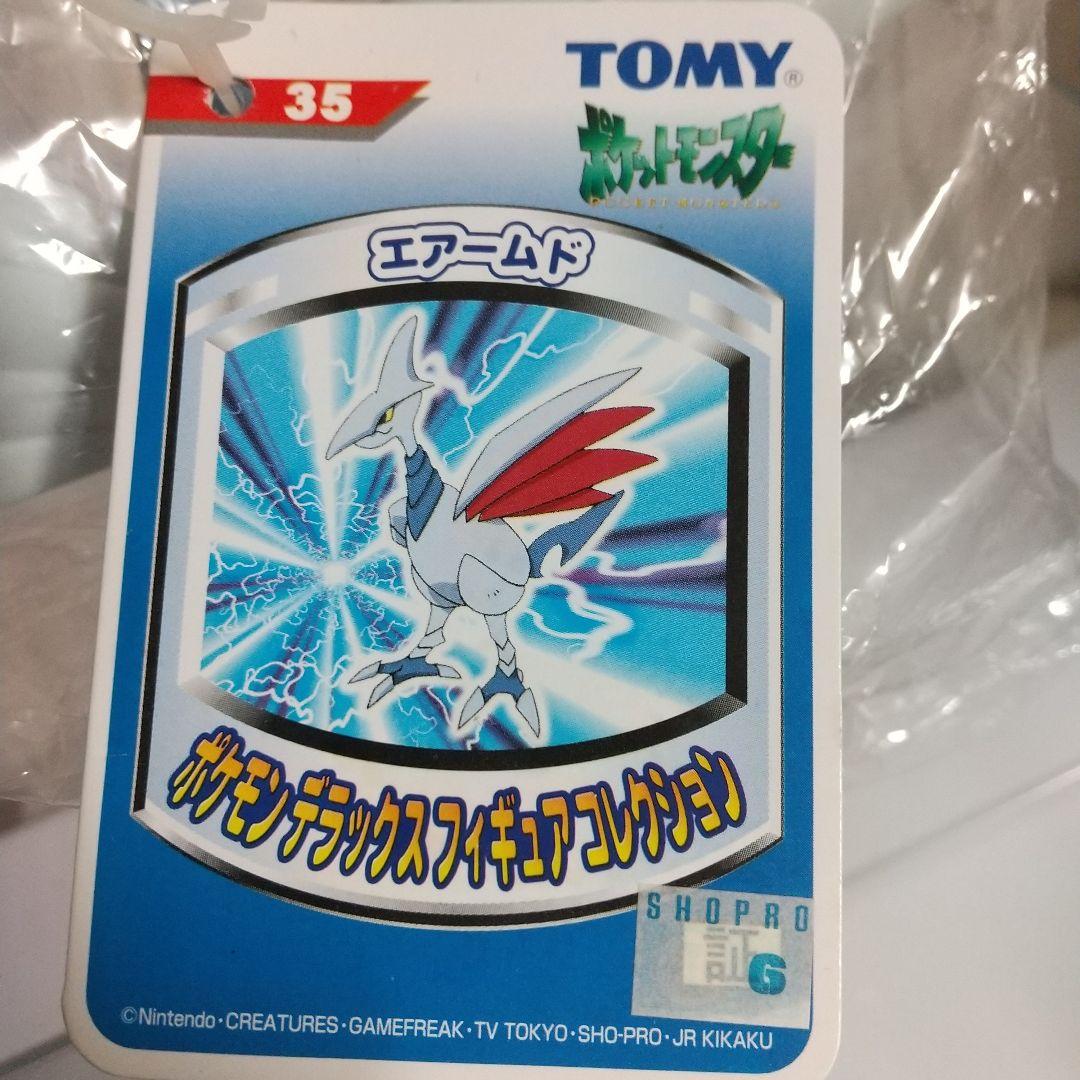 35
TOMY®
ポケットモンスター
POCKET MONSTERS
エアームド
ポケモン デラックス フィギュア コレクション
SHOPRO
証
G
©Nintendo・CREATURES・GAMEFREAK・TV TOKYO・SHO-PRO・JR KIKAKU